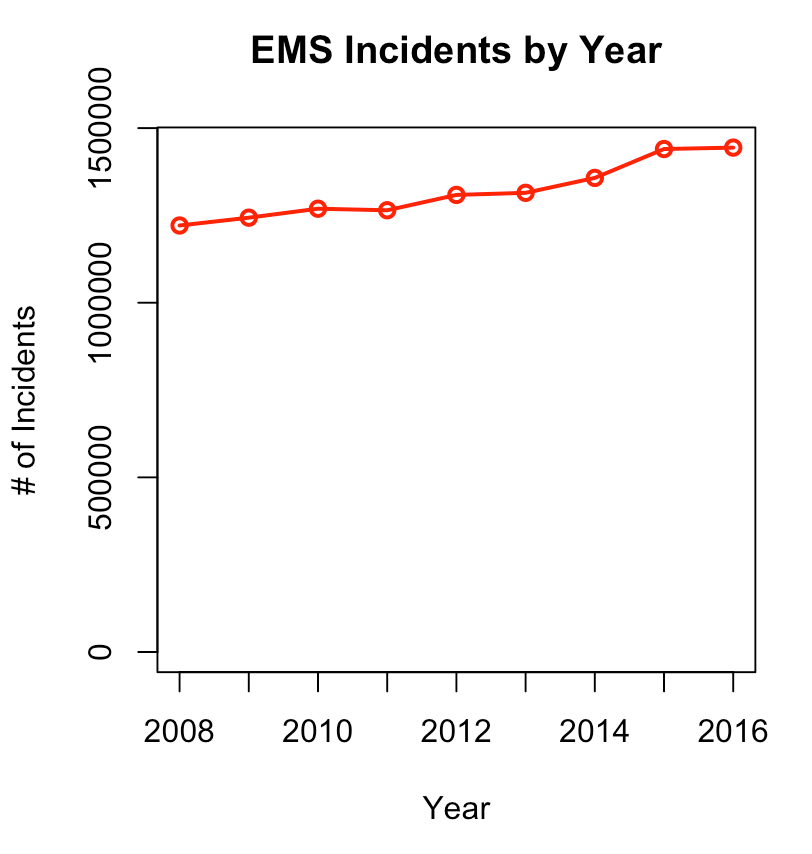 EMS Incidents by Year
# of Incidents
1500000
1000000
500000
0
2008 2010 2012 2014 2016
Year